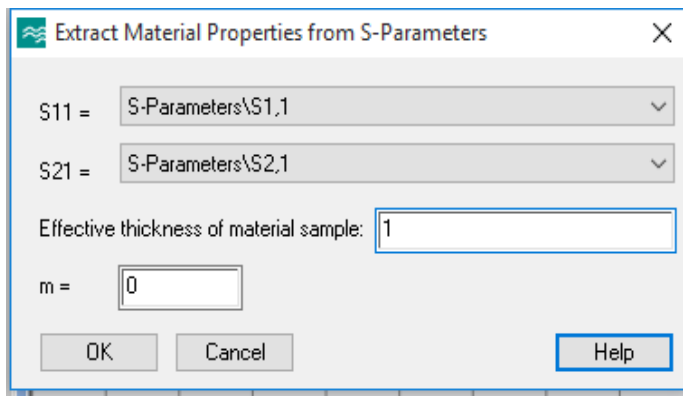 Extract Material Properties from S-Parameters
S11 = S-Parameters\S1,1
S21 = S-Parameters\S2,1
Effective thickness of material sample: 1
m = 0
OK Cancel Help